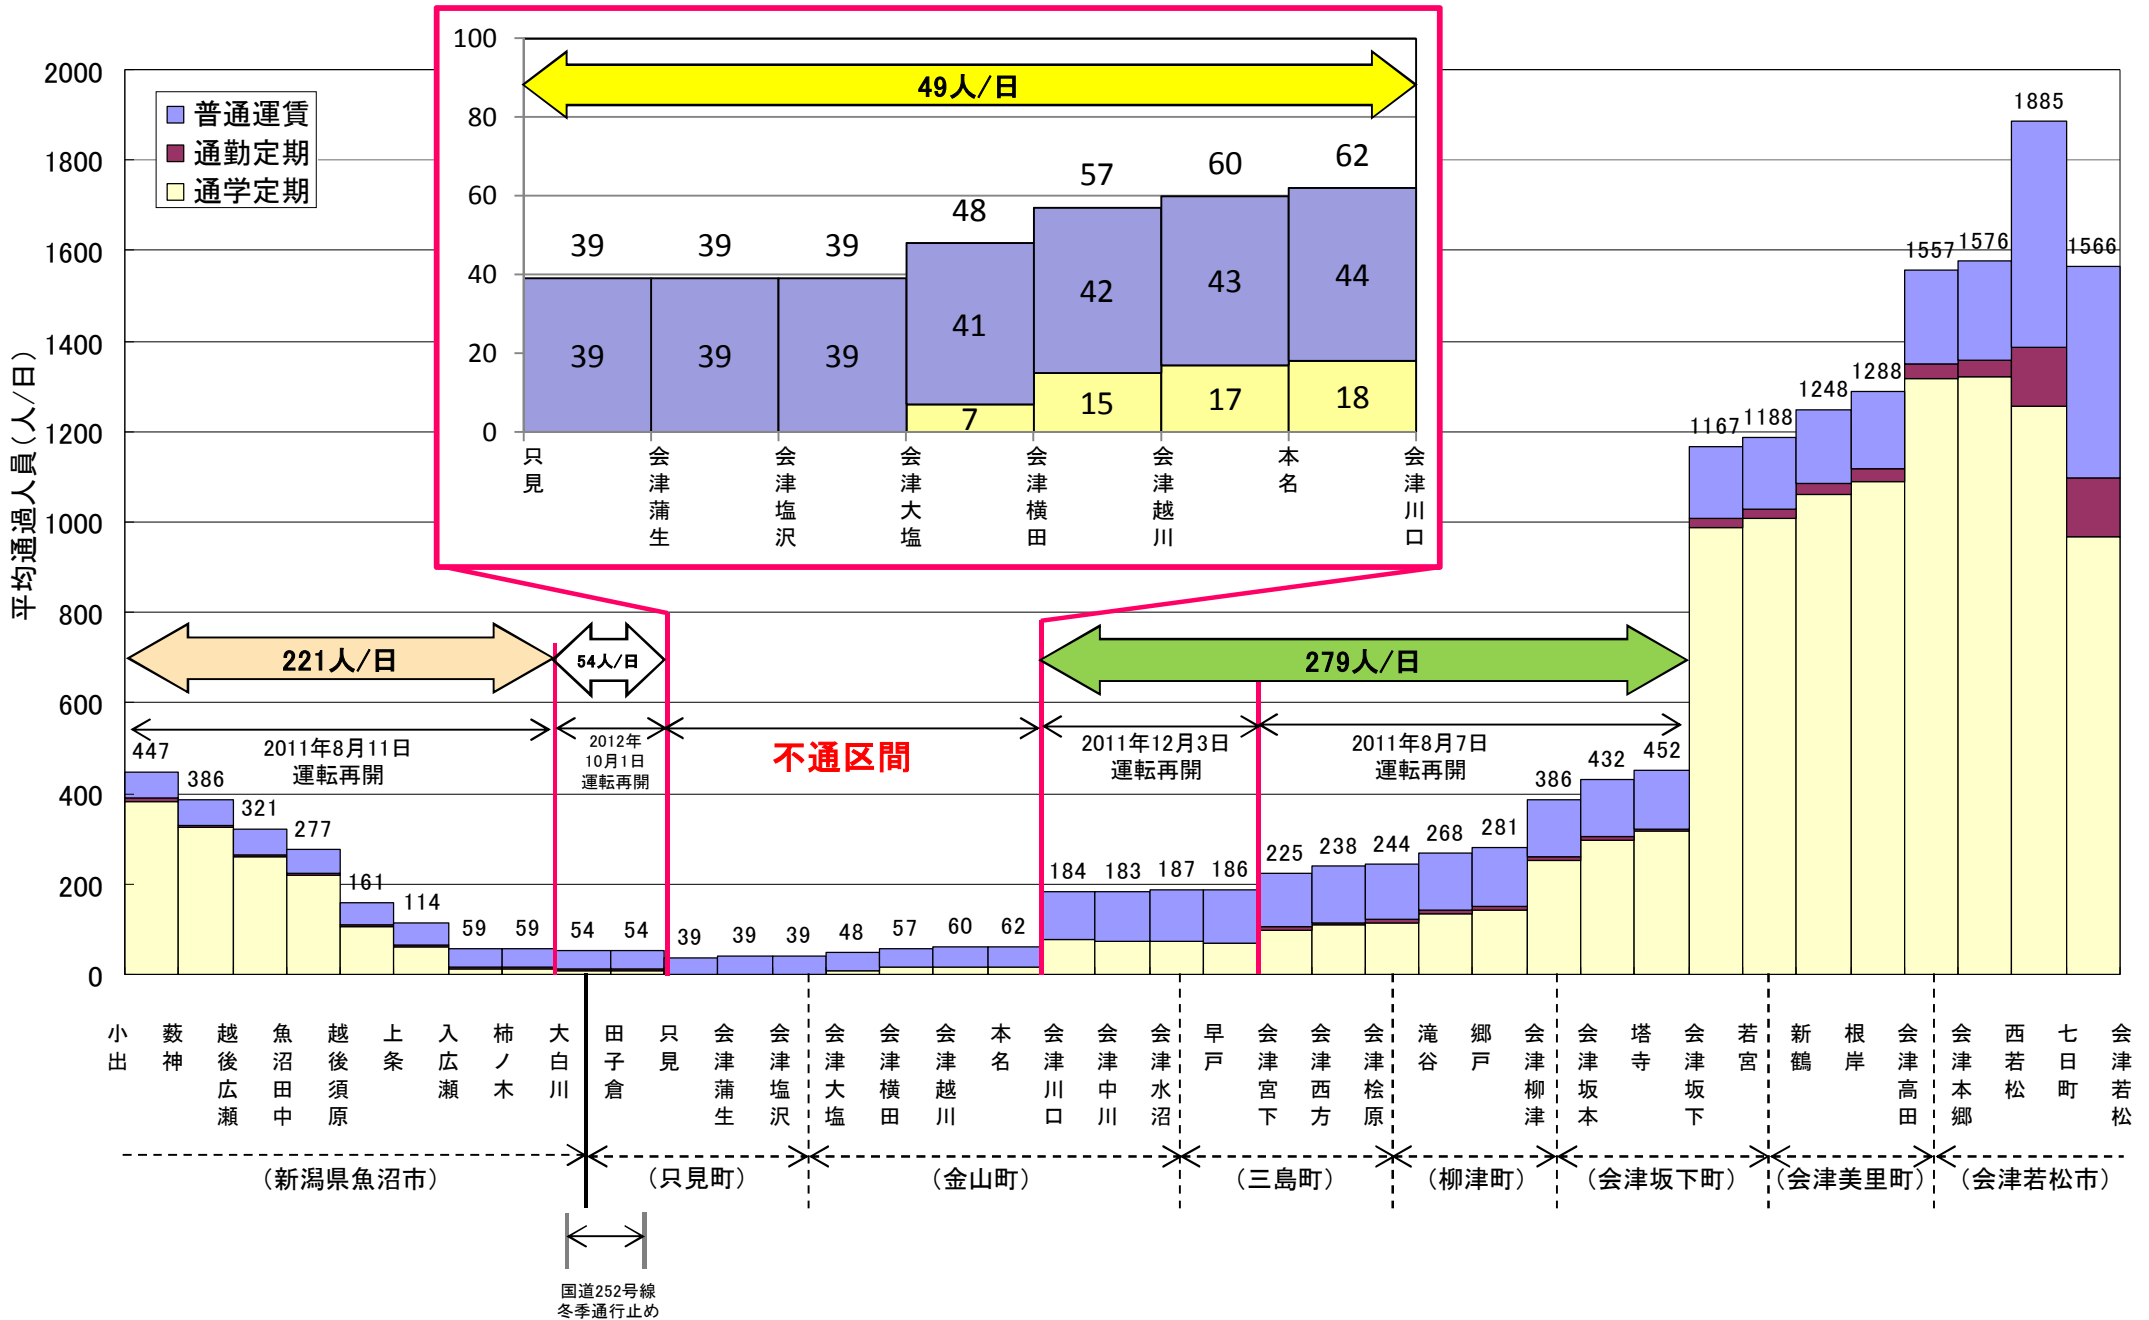 100
80
60
40
20
0
49人/日
39
39
39
48
57
60
62
39
39
39
41
42
43
44
7
15
17
18
只見
会津蒲生
会津塩沢
会津大塩
会津横田
会津越川
本名
会津川口
平均通過人員(人/日)
2000
1800
1600
1400
1200
1000
800
600
400
200
0
普通運賃
通勤定期
通学定期
221人/日
54人/日
279人/日
2011年8月11日
運転再開
2012年
10月1日
運転再開
不通区間
2011年12月3日
運転再開
2011年8月7日
運転再開
447
386
321
277
161
114
59
59
54
54
39
39
39
48
57
60
62
184
183
187
186
225
238
244
268
281
386
432
452
1167
1188
1248
1288
1557
1576
1885
1566
小出
薮神
越後広瀬
魚沼田中
越後須原
上条
入広瀬
柿ノ木
大白川
田子倉
只見
会津蒲生
会津塩沢
会津大塩
会津横田
会津越川
本名
会津川口
会津中川
会津水沼
早戸
会津宮下
会津西方
会津桧原
滝谷
郷戸
会津柳津
会津坂本
塔寺
会津坂下
若宮
新鶴
根岸
会津高田
会津本郷
西若松
七日町
会津若松
(新潟県魚沼市)
(只見町)
(金山町)
(三島町)
(柳津町)
(会津坂下町)
(会津美里町)
(会津若松市)
国道252号線
冬季通行止め